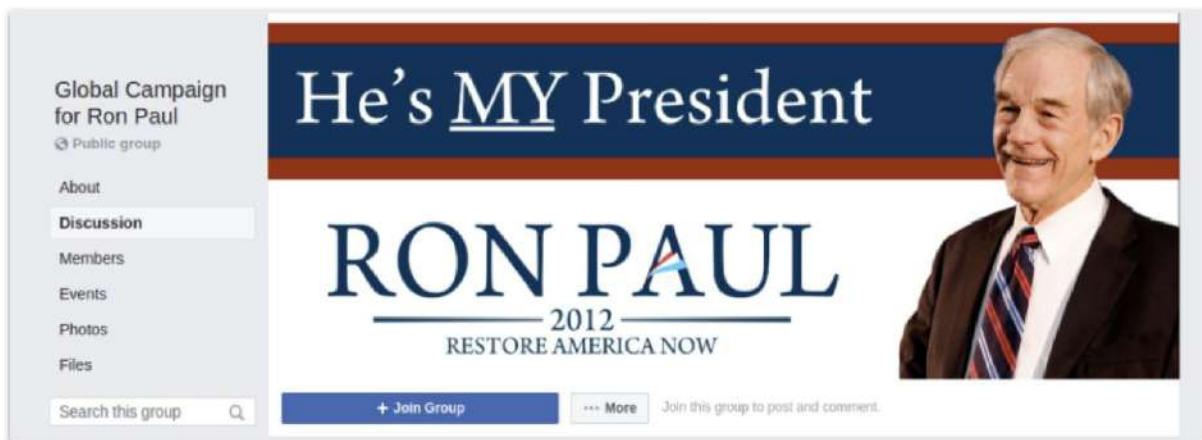 Global Campaign
for Ron Paul
Public group
About
Discussion
Members
Events
Photos
Files
Search this group
He's MY President
RON PAUL
2012
RESTORE AMERICA NOW
+ Join Group
··· More
Join this group to post and comment.